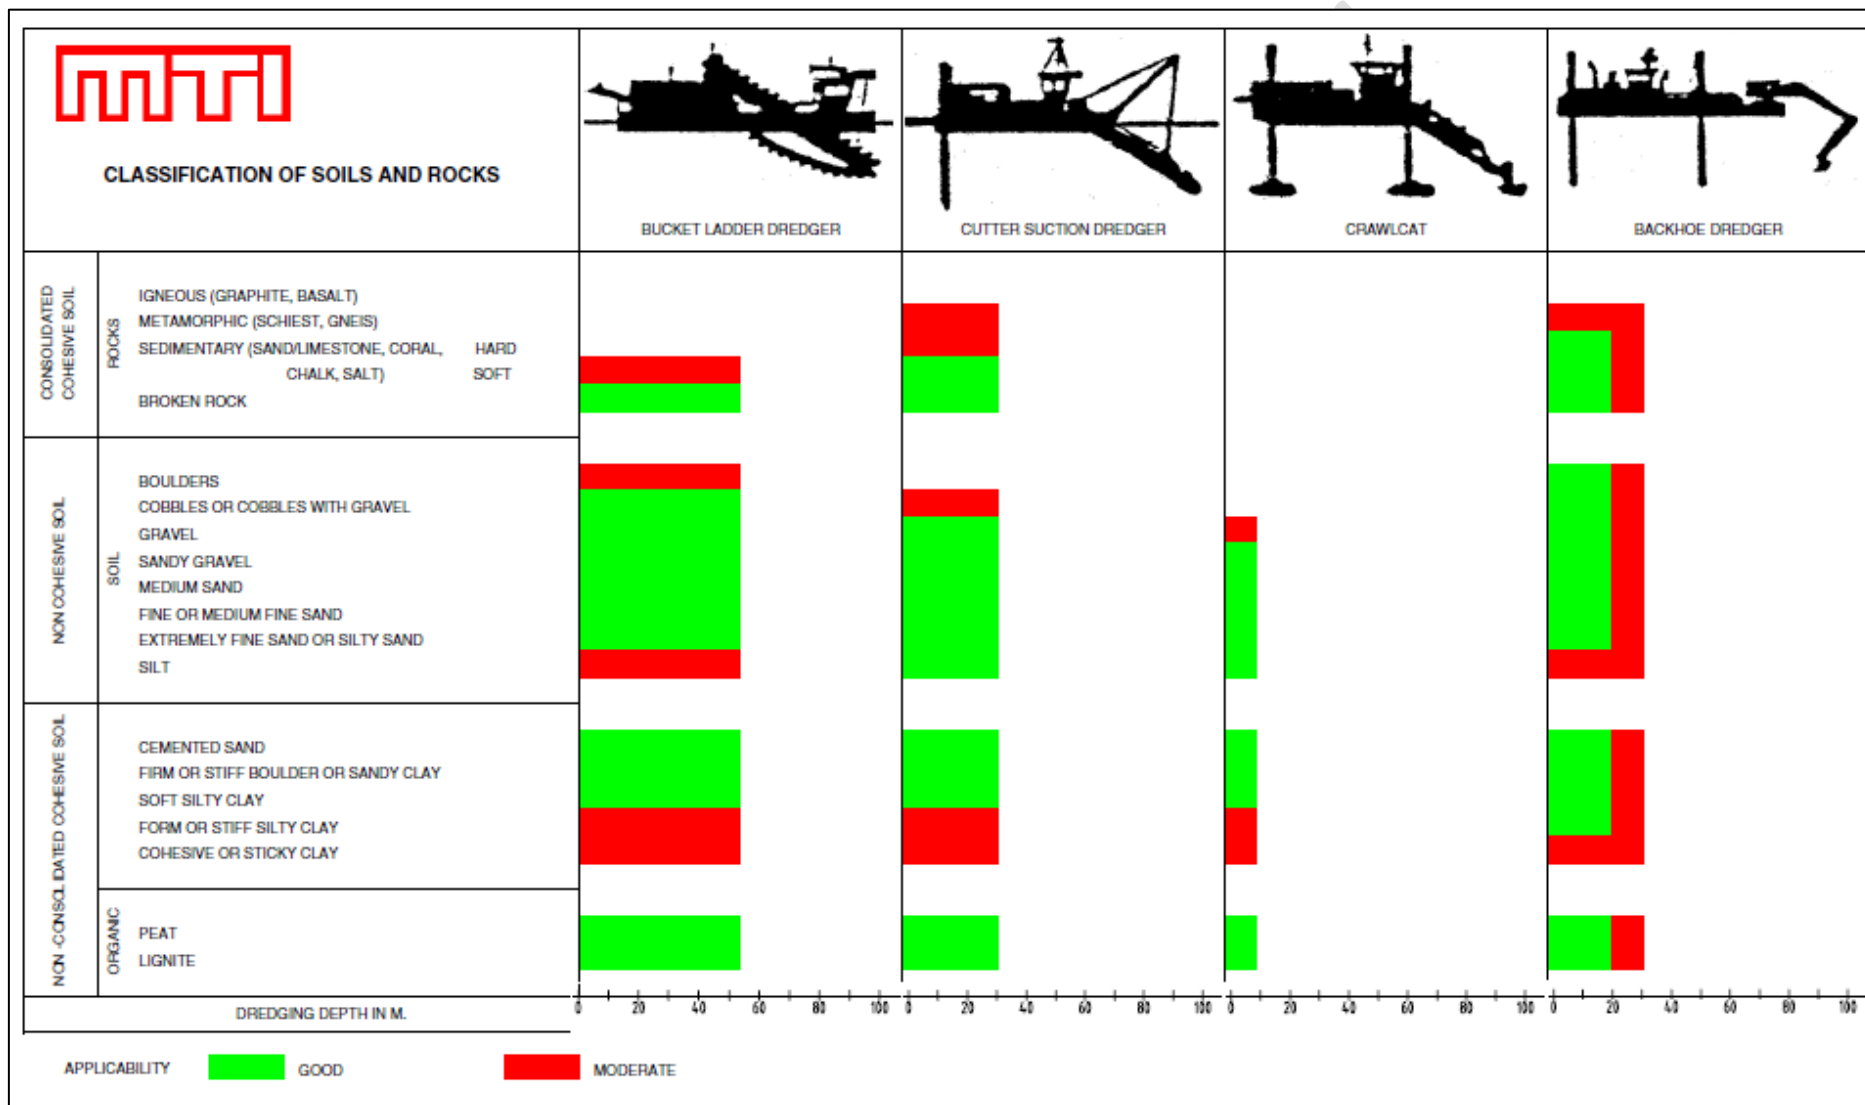 MTI
CLASSIFICATION OF SOILS AND ROCKS
BUCKET LADDER DREDGER
CUTTER SUCTION DREDGER
CRAWLCAT
BACKHOE DREDGER
CONSOLIDATED
COHESIVE SOIL
ROCKS
IGNEOUS (GRAPHITE, BASALT)
METAMORPHIC (SCHIEST, GNEIS)
SEDIMENTARY (SAND/LIMESTONE, CORAL, HARD
CHALK, SALT) SOFT
BROKEN ROCK
NON COHESIVE SOIL
SOIL
BOULDERS
COBBLES OR COBBLES WITH GRAVEL
GRAVEL
SANDY GRAVEL
MEDIUM SAND
FINE OR MEDIUM FINE SAND
EXTREMELY FINE SAND OR SILTY SAND
SILT
NON -CONSOLIDATED COHESIVE SOIL
CEMENTED SAND
FIRM OR STIFF BOULDER OR SANDY CLAY
SOFT SILTY CLAY
FORM OR STIFF SILTY CLAY
COHESIVE OR STICKY CLAY
ORGANIC
PEAT
LIGNITE
DREDGING DEPTH IN M.
0 20 40 60 80 100
0 20 40 60 80 100
0 20 40 60 80 100
0 20 40 60 80 100
APPLICABILITY GOOD MODERATE